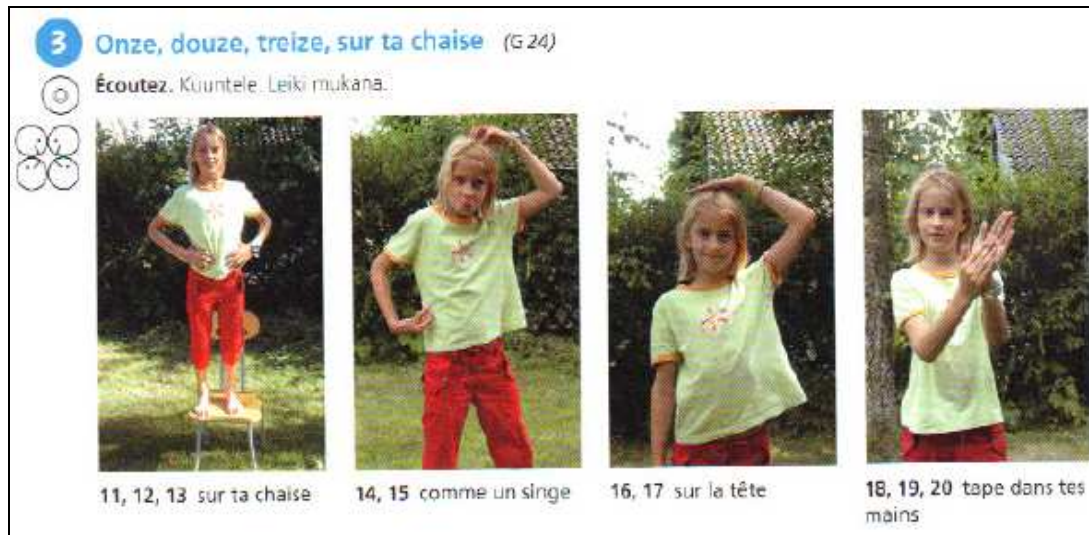 3 Onze, douze, treize, sur ta chaise (G 24)
Écoutez. Kuuntele. Leiki mukana.
11, 12, 13 sur ta chaise
14, 15 comme un singe
16, 17 sur la tête
18, 19, 20 tape dans tes
mains